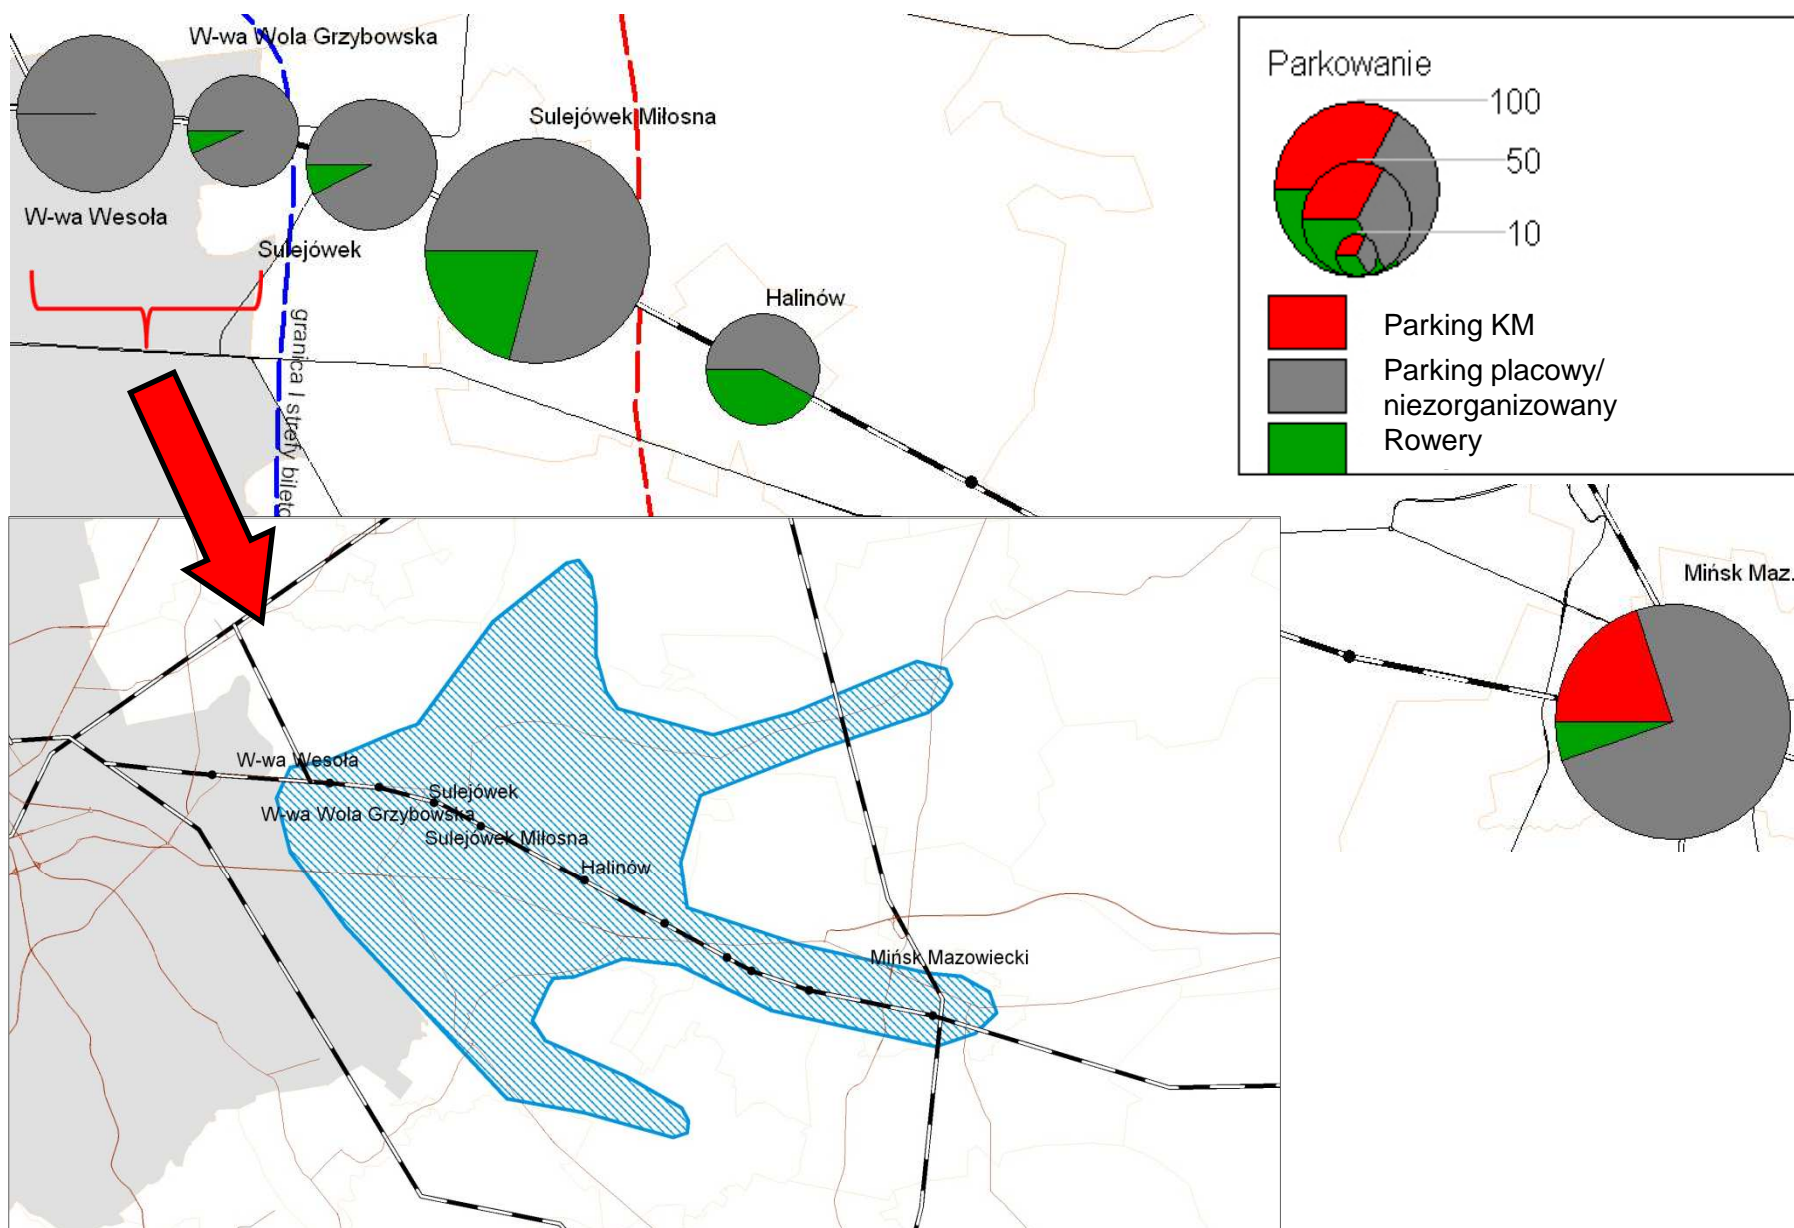 W-wa Wola Grzybowska
Sulejówek Miłosna
W-wa Wesoła
Sulejówek
Halinów
granica I strefy bileto
Parkowanie
100
50
10
Parking KM
Parking placowy/
niezorganizowany
Rowery
Mińsk Maz.
W-wa Wesoła
Sulejówek
W-wa Wola Grzybowska
Sulejówek Miłosna
Halinów
Mińsk Mazowiecki